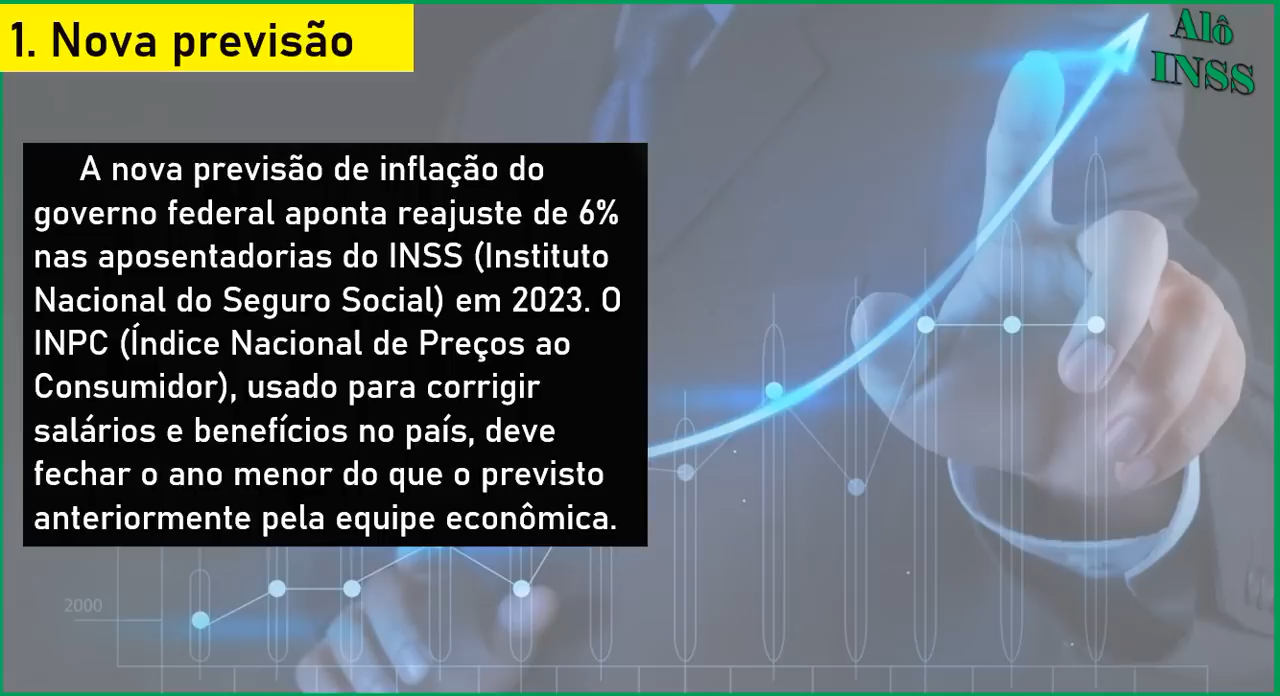 1. Nova previsão
Alô
INSS
A nova previsão de inflação do
governo federal aponta reajuste de 6%
nas aposentadorias do INSS (Instituto
Nacional do Seguro Social) em 2023. O
INPC (Índice Nacional de Preços ao
Consumidor), usado para corrigir
salários e benefícios no país, deve
fechar o ano menor do que o previsto
anteriormente pela equipe econômica.
2000